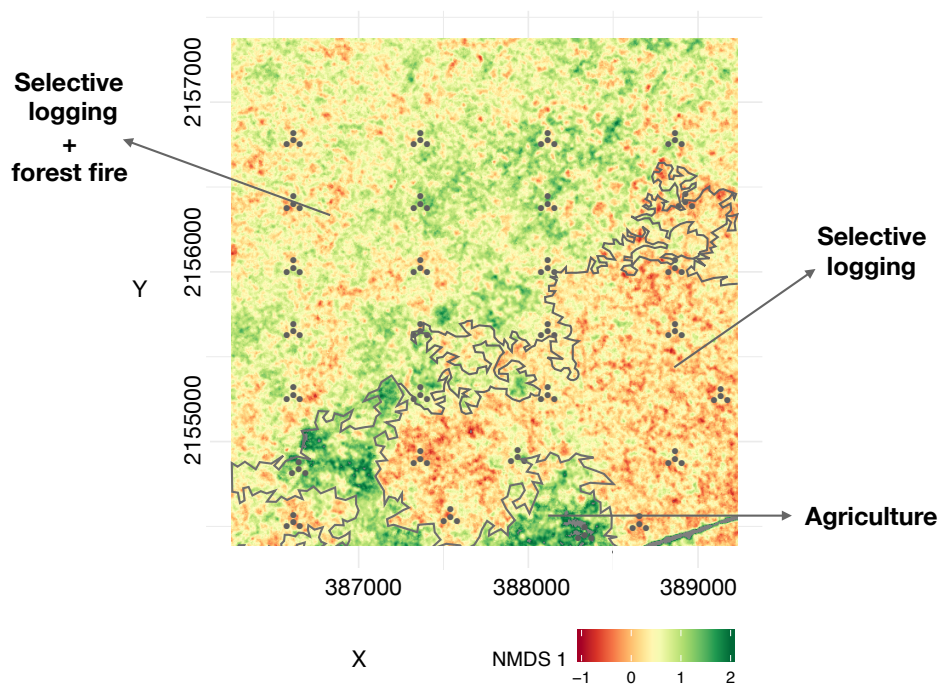 Selective
logging
+
forest fire
Selective
logging
Agriculture
Y
2157000
2156000
2155000
387000
388000
389000
X
NMDS 1
−1
0
1
2